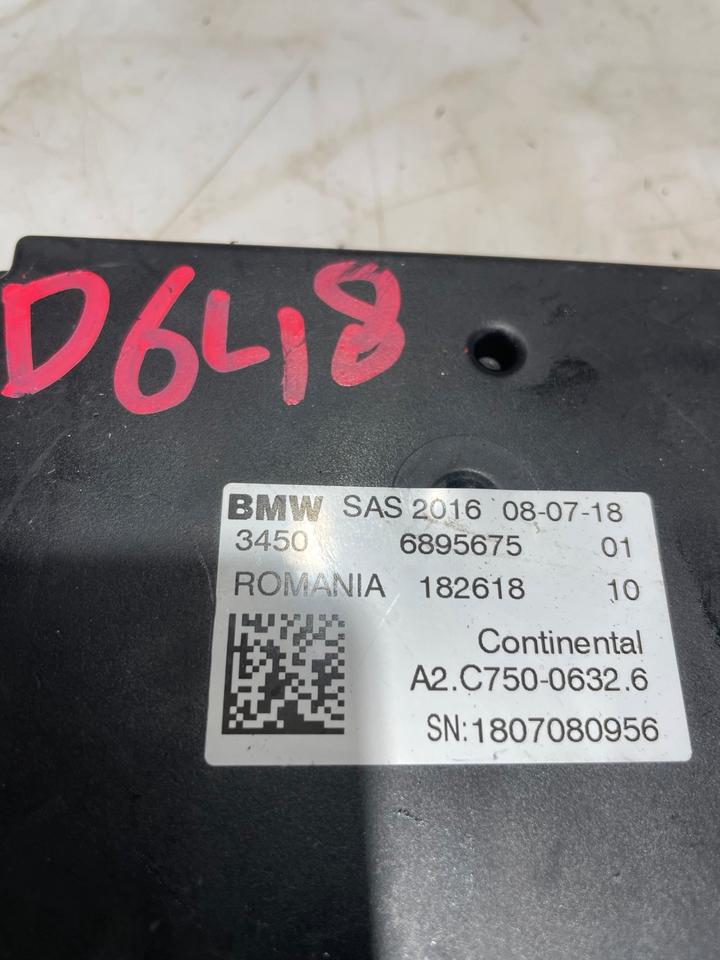 D6L18
BMW SAS 2016 08-07-18
3450 6895675 01
ROMANIA 182618 10
Continental
A2.C750-0632.6
SN:1807080956